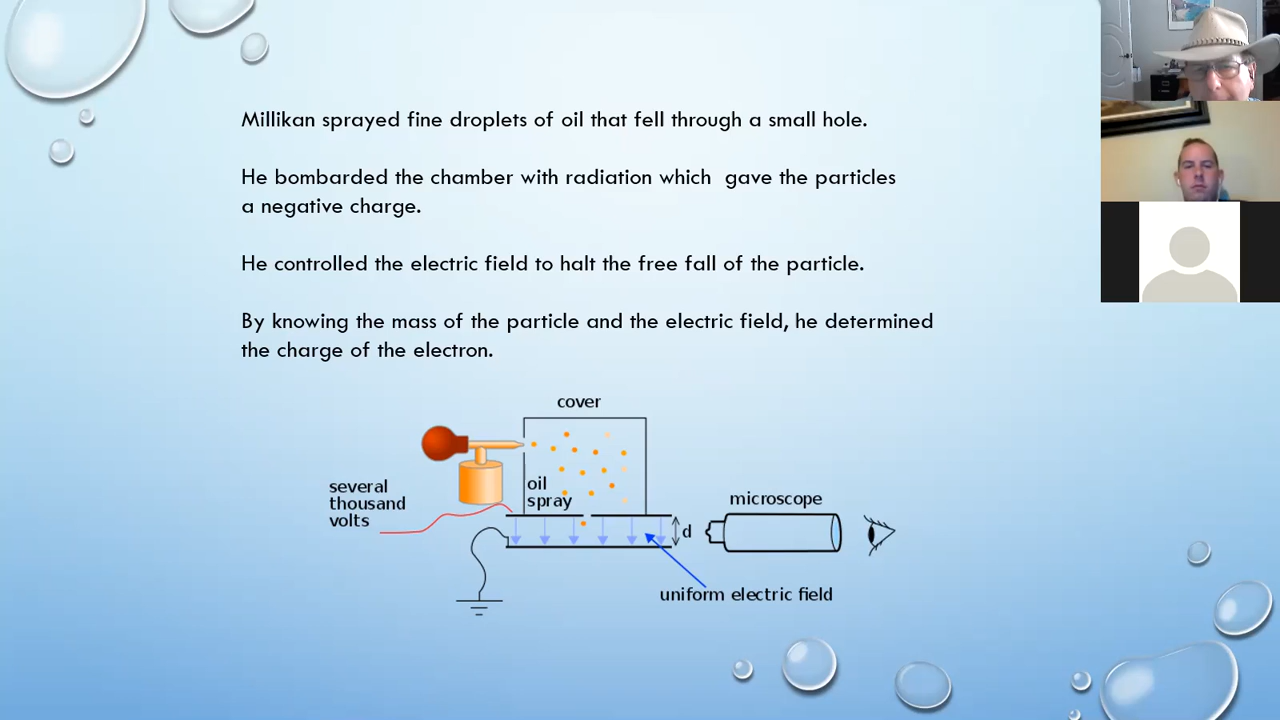 Millikan sprayed fine droplets of oil that fell through a small hole.
He bombarded the chamber with radiation which  gave the particles
a negative charge.
He controlled the electric field to halt the free fall of the particle.
By knowing the mass of the particle and the electric field, he determined
the charge of the electron.
cover
oil
spray
several
thousand
volts
microscope
d
uniform electric field